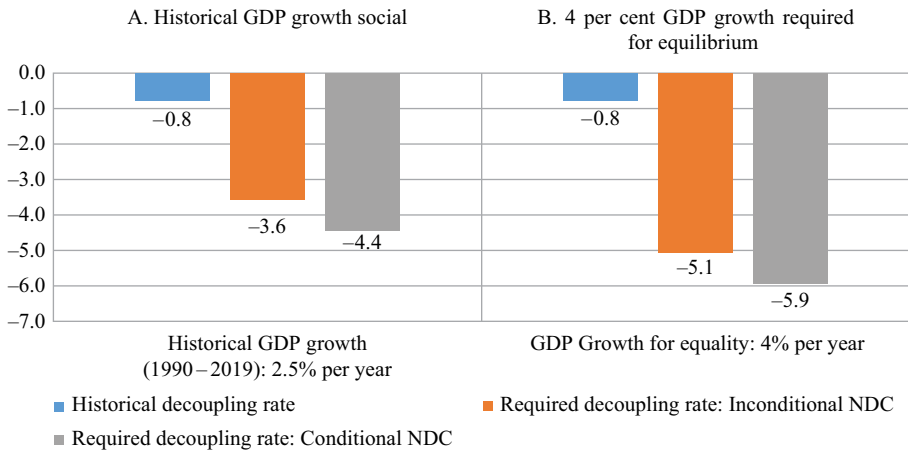 A. Historical GDP growth social
B. 4 per cent GDP growth required
for equilibrium
0.0
–1.0
–2.0
–3.0
–4.0
–5.0
–6.0
–7.0
–0.8
–3.6
–4.4
–0.8
–5.1
–5.9
Historical GDP growth
(1990–2019): 2.5% per year
GDP Growth for equality: 4% per year
Historical decoupling rate
Required decoupling rate: Inconditional NDC
Required decoupling rate: Conditional NDC